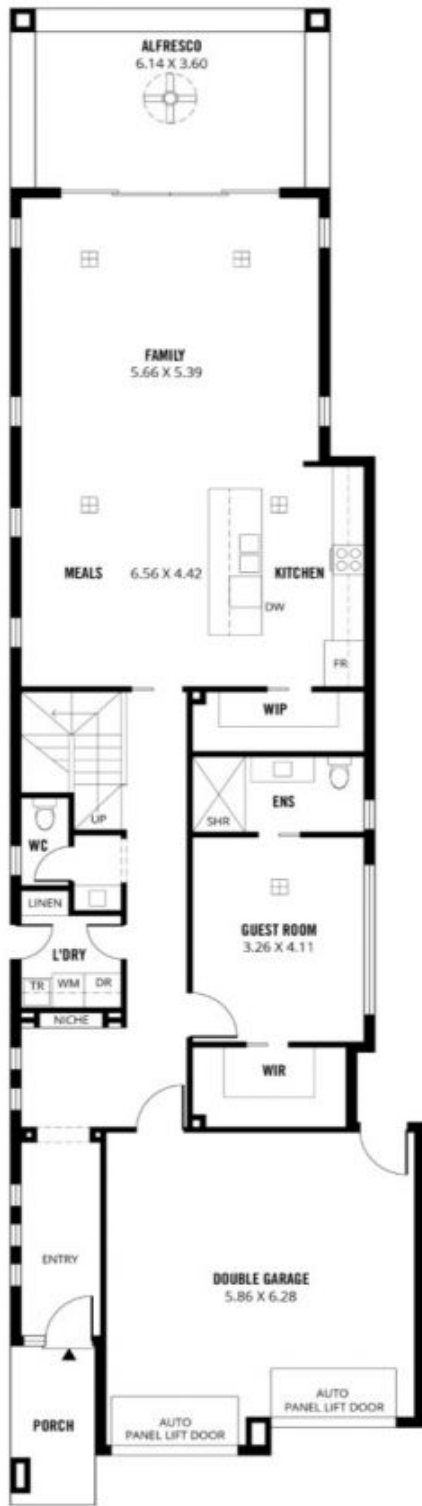 ALFRESCO
6.14 X 3.60
FAMILY
5.66 X 5.39
MEALS
6.56 X 4.42
KITCHEN
DW
FR
WIP
UP
SHR
ENS
WC
LINEN
GUEST ROOM
3.26 X 4.11
L'DRY
TR
WM
DR
NICHE
WIR
ENTRY
DOUBLE GARAGE
5.86 X 6.28
PORCH
AUTO
PANEL LIFT DOOR
AUTO
PANEL LIFT DOOR